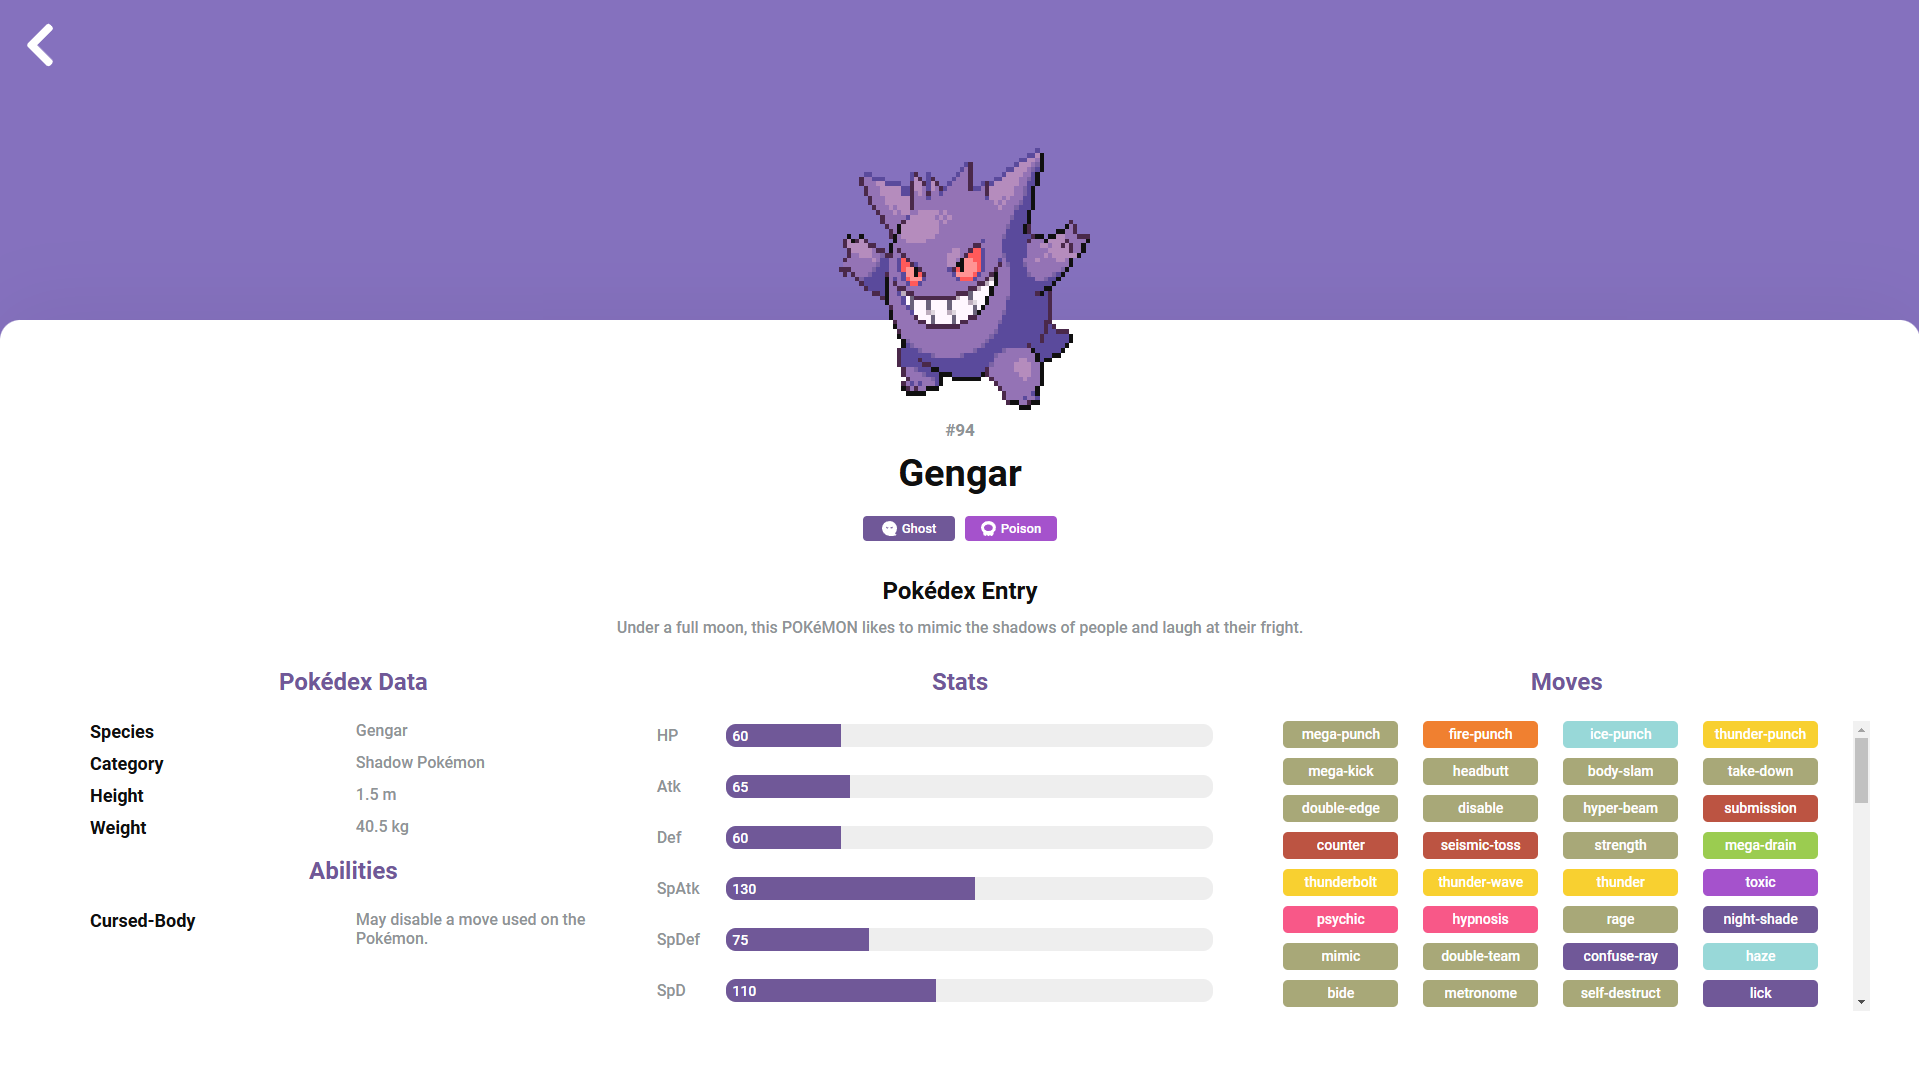 #94
Gengar
Ghost Poison
Pokédex Entry
Under a full moon, this POKéMON likes to mimic the shadows of people and laugh at their fright.
Pokédex Data
Species Gengar
Category Shadow Pokémon
Height 1.5 m
Weight 40.5 kg
Abilities
Cursed-Body May disable a move used on the
Pokémon.
Stats
HP 60
Atk 65
Def 60
SpAtk 130
SpDef 75
SpD 110
Moves
mega-punch fire-punch ice-punch thunder-punch
mega-kick headbutt body-slam take-down
double-edge disable hyper-beam submission
counter seismic-toss strength mega-drain
thunderbolt thunder-wave thunder toxic
psychic hypnosis rage night-shade
mimic double-team confuse-ray haze
bide metronome self-destruct lick